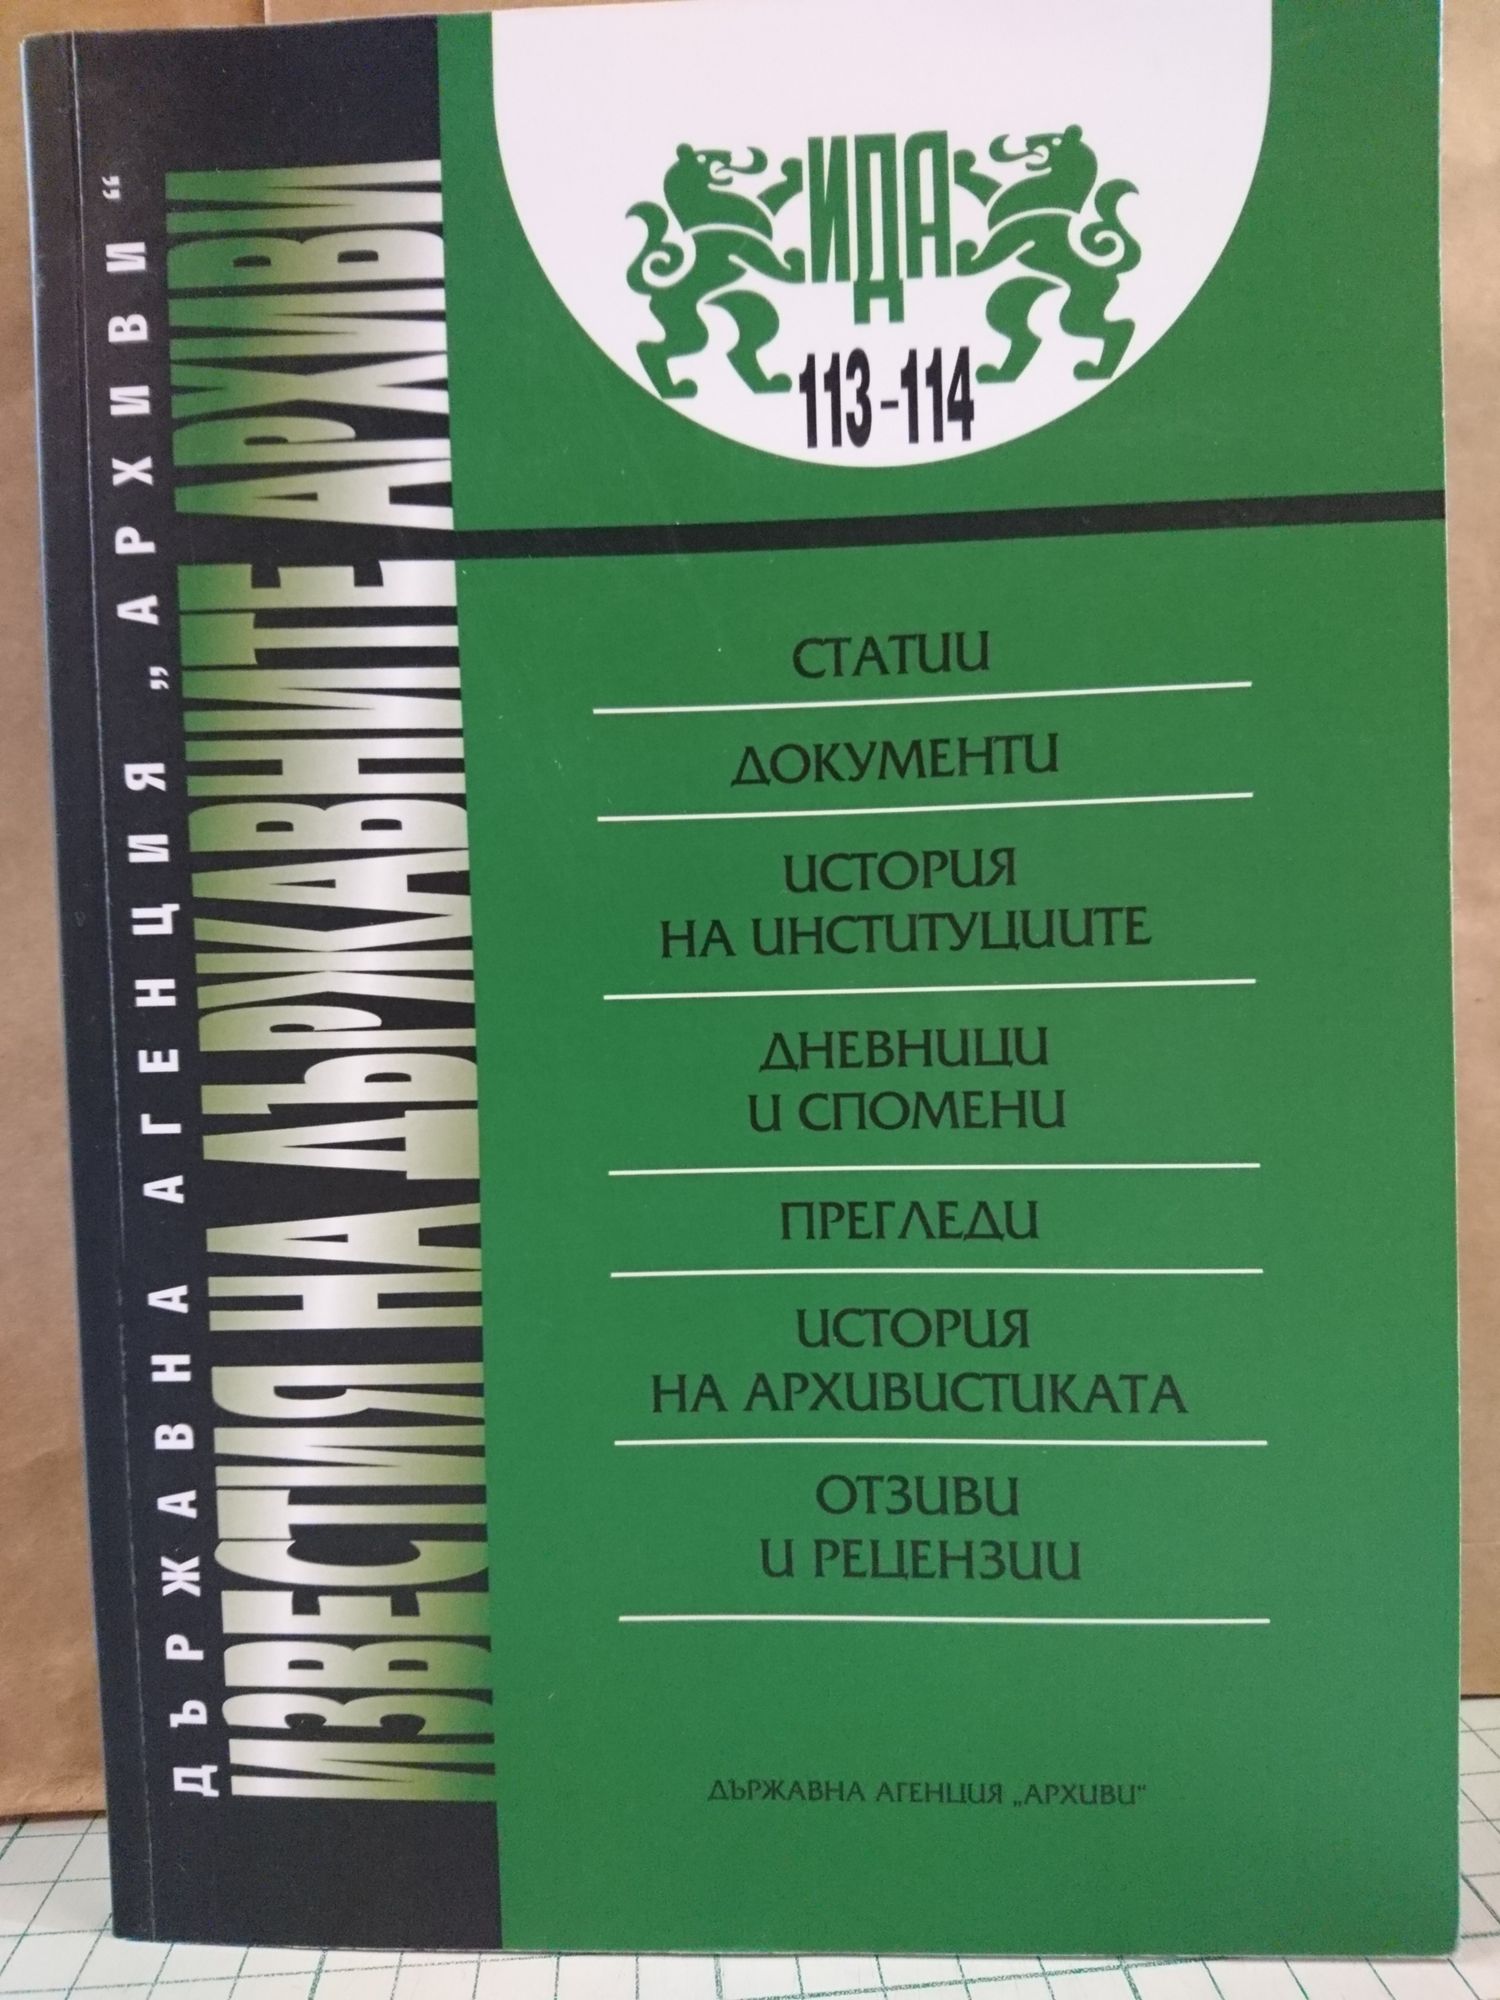 ДЪРЖАВНА АГЕНЦИЯ „АРХИВИ“
ИЗВЕСТИЯ НА ДЪРЖАВНИТЕ АРХИВИ
ИДА
113-114
СТАТИИ
ДОКУМЕНТИ
ИСТОРИЯ
НА ИНСТИТУЦИИТЕ
ДНЕВНИЦИ
И СПОМЕНИ
ПРЕГЛЕДИ
ИСТОРИЯ
НА АРХИВИСТИКАТА
ОТЗИВИ
И РЕЦЕНЗИИ
ДЪРЖАВНА АГЕНЦИЯ „АРХИВИ“